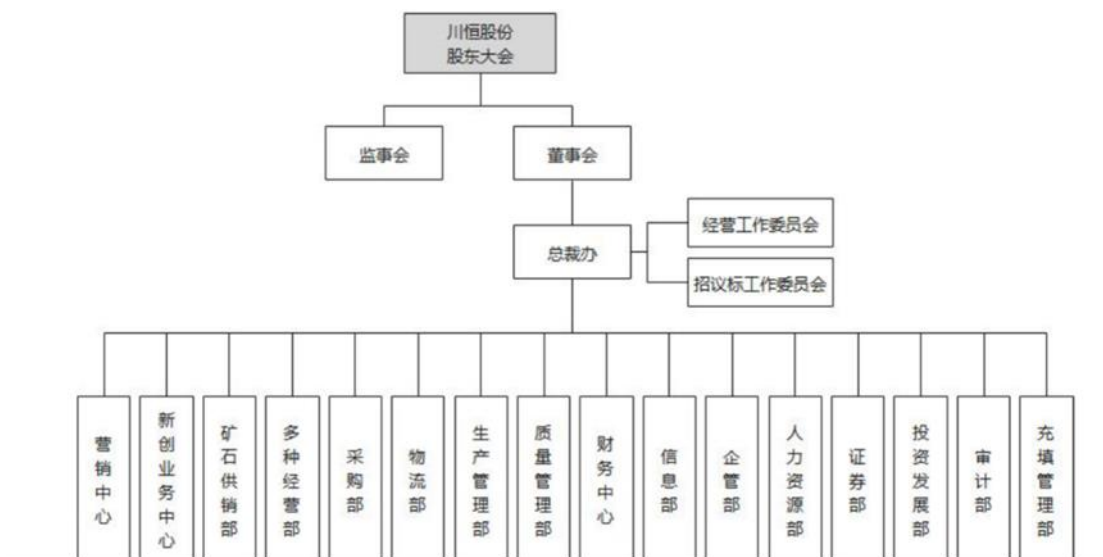 川恒股份
股东大会
监事会
董事会
总裁办
经营工作委员会
招议标工作委员会
营销中心
新创业务中心
矿石供销部
多种经营部
采购部
物流部
生产管理部
质量管理部
财务中心
信息部
企管部
人力资源部
证券部
投资发展部
审计部
充填管理部